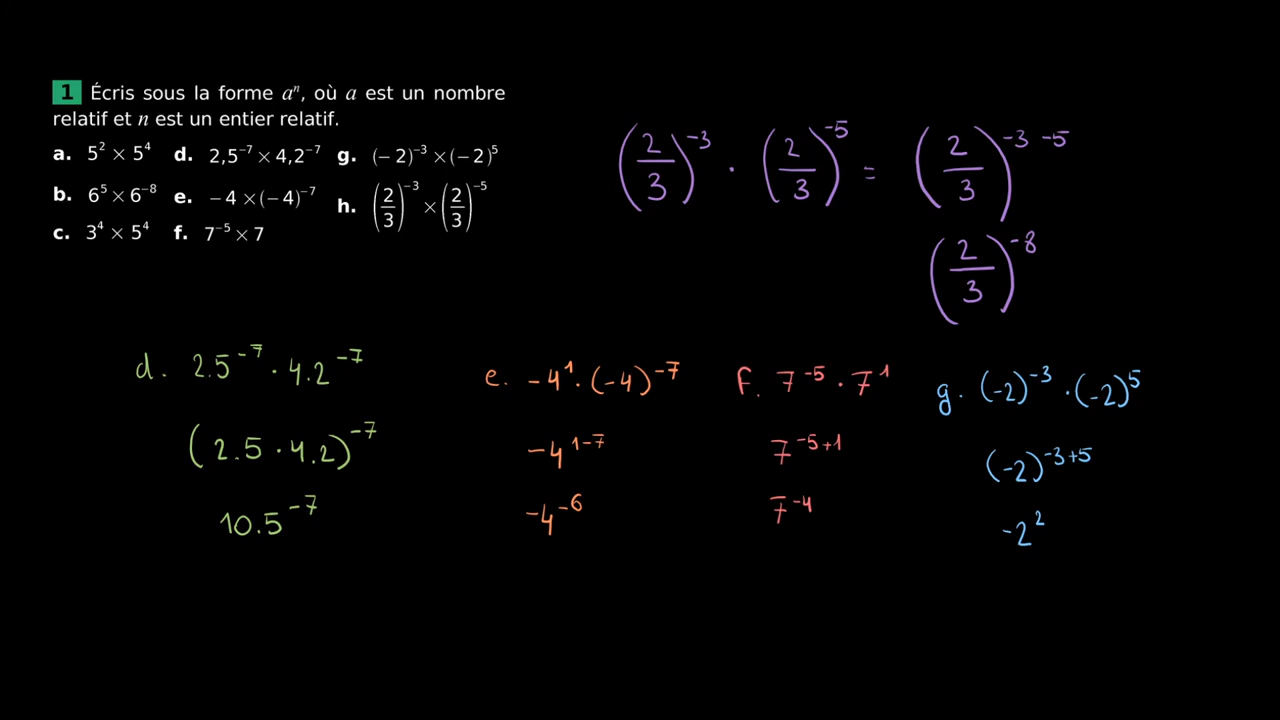 1 Écris sous la forme aⁿ, où a est un nombre
relatif et n est un entier relatif.
a. 5² × 5⁴ d. 2,5⁻⁷ × 4,2⁻⁷ g. (−2)⁻³ × (−2)⁵
b. 6⁵ × 6⁻⁸ e. −4 × (−4)⁻⁷ h. (2/3)⁻³ × (2/3)⁻⁵
c. 3⁴ × 5⁴ f. 7⁻⁵ × 7
(2/3)⁻³ · (2/3)⁻⁵ = (2/3)⁻³ ⁻⁵
(2/3)⁻⁸
d. 2.5⁻⁷ · 4.2⁻⁷
(2.5 · 4.2)⁻⁷
10.5⁻⁷
e. -4¹ · (-4)⁻⁷
-4¹⁻⁷
-4⁻⁶
f. 7⁻⁵ · 7¹
7⁻⁵⁺¹
7⁻⁴
g. (-2)⁻³ · (-2)⁵
(-2)⁻³⁺⁵
-2²